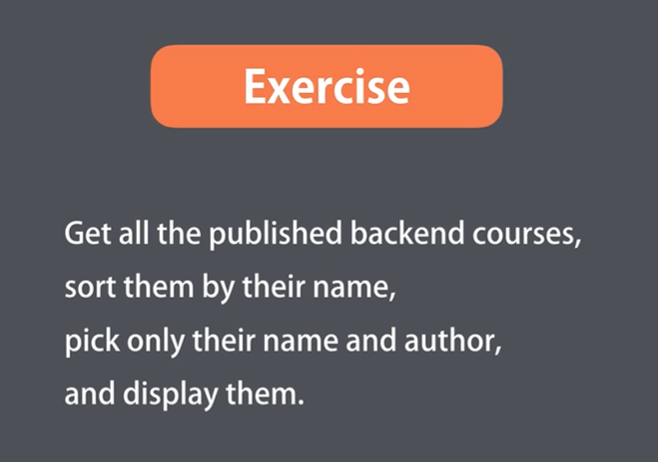 Exercise
Get all the published backend courses,
sort them by their name,
pick only their name and author,
and display them.